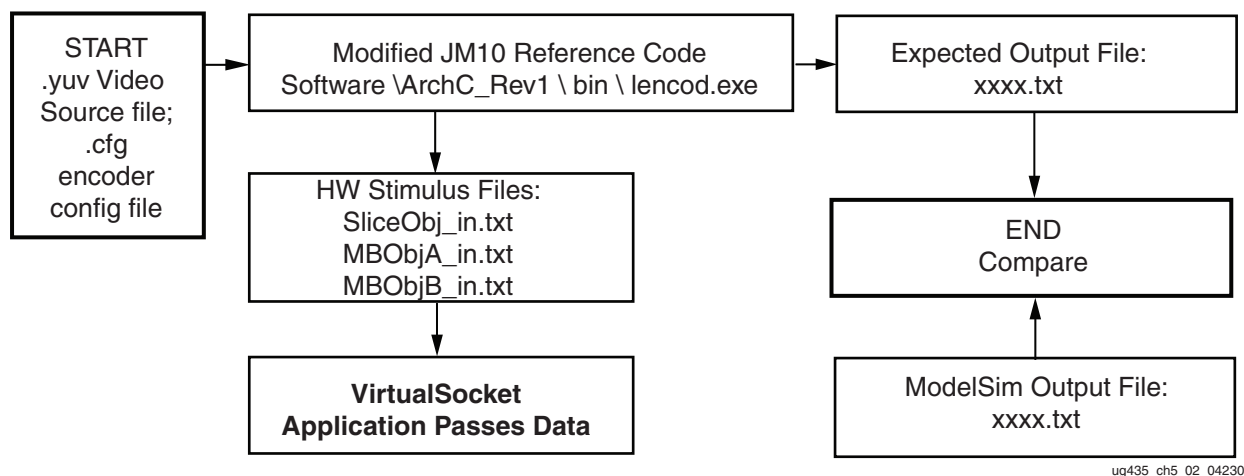 START
.yuv Video
Source file;
.cfg
encoder
config file
Modified JM10 Reference Code
Software \ArchC_Rev1 \ bin \ lencod.exe
Expected Output File:
xxxx.txt
HW Stimulus Files:
SliceObj_in.txt
MBObjA_in.txt
MBObjB_in.txt
END
Compare
VirtualSocket
Application Passes Data
ModelSim Output File:
xxxx.txt
ug435_ch5_02_04230